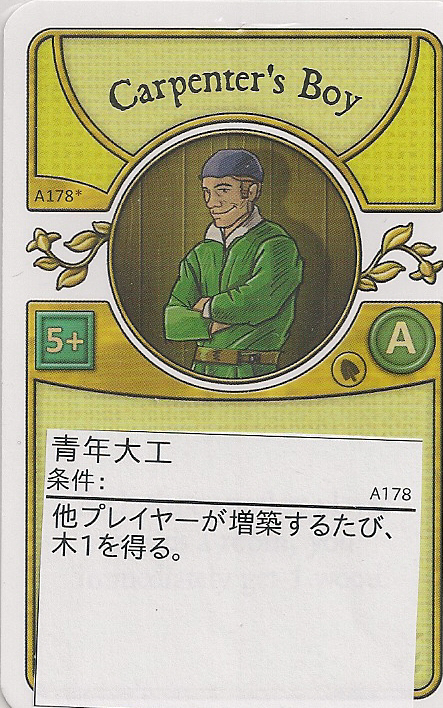 Carpenter's Boy
A178*
5+
A
青年大工
条件:
A178
他プレイヤーが増築するたび、
木1を得る。